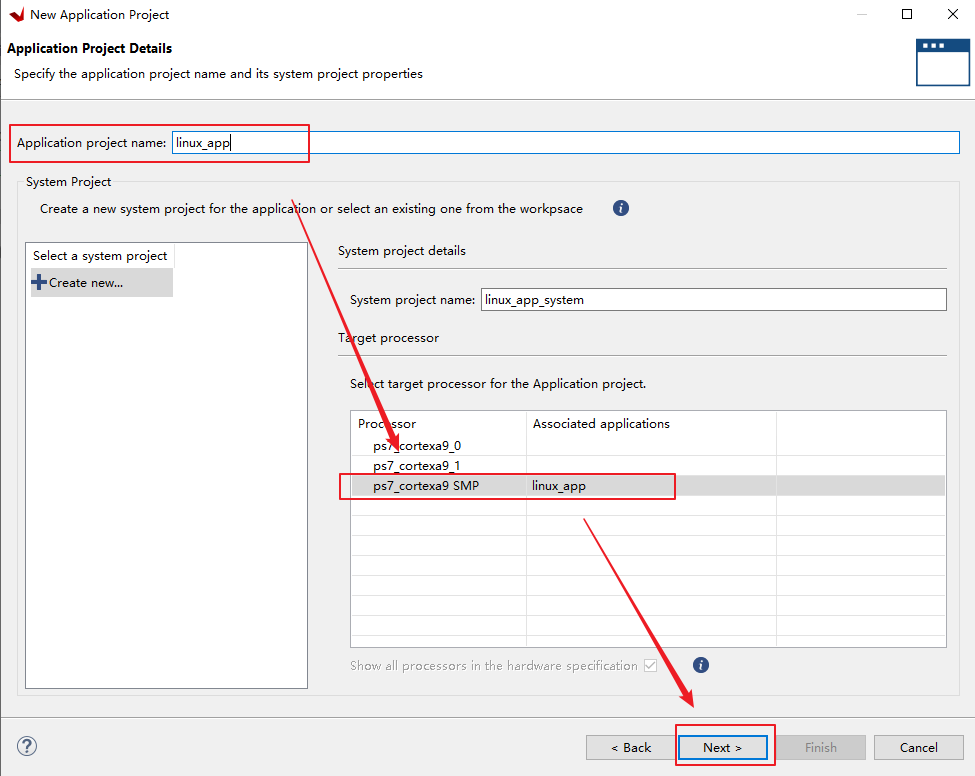 New Application Project
Application Project Details
Specify the application project name and its system project properties
Application project name: linux_app
System Project
Create a new system project for the application or select an existing one from the workpsace
Select a system project
Create new...
System project details
System project name: linux_app_system
Target processor
Select target processor for the Application project.
Processor Associated applications
ps7_cortexa9_0
ps7_cortexa9_1
ps7_cortexa9 SMP linux_app
Show all processors in the hardware specification
< Back Next > Finish Cancel